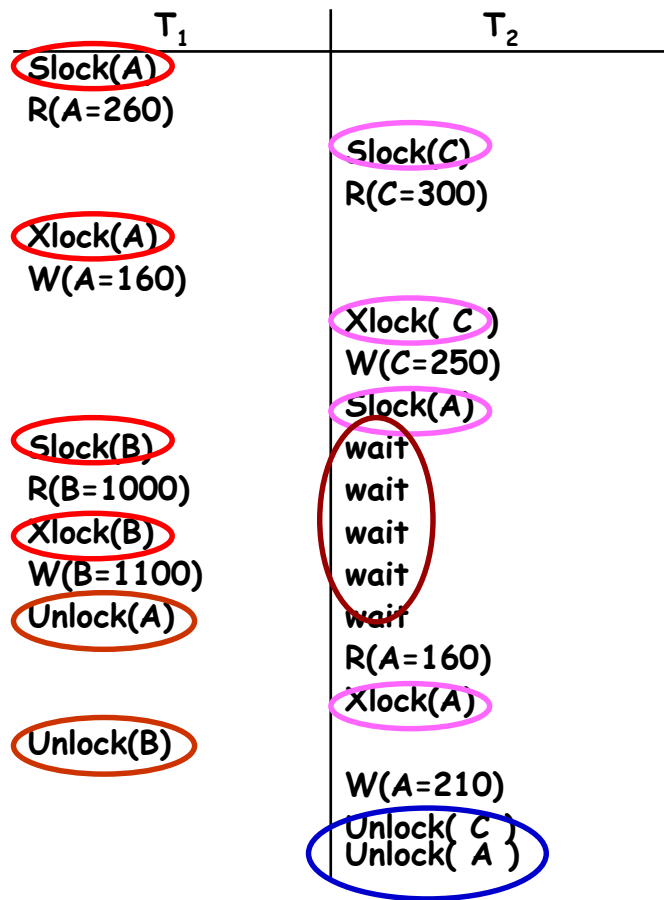 T1 T2
Slock(A)
R(A=260)
Slock(C)
R(C=300)
Xlock(A)
W(A=160)
Xlock( C )
W(C=250)
Slock(A)
Slock(B) wait
R(B=1000) wait
Xlock(B) wait
W(B=1100) wait
Unlock(A) wait
R(A=160)
Xlock(A)
Unlock(B)
W(A=210)
Unlock( C )
Unlock( A )